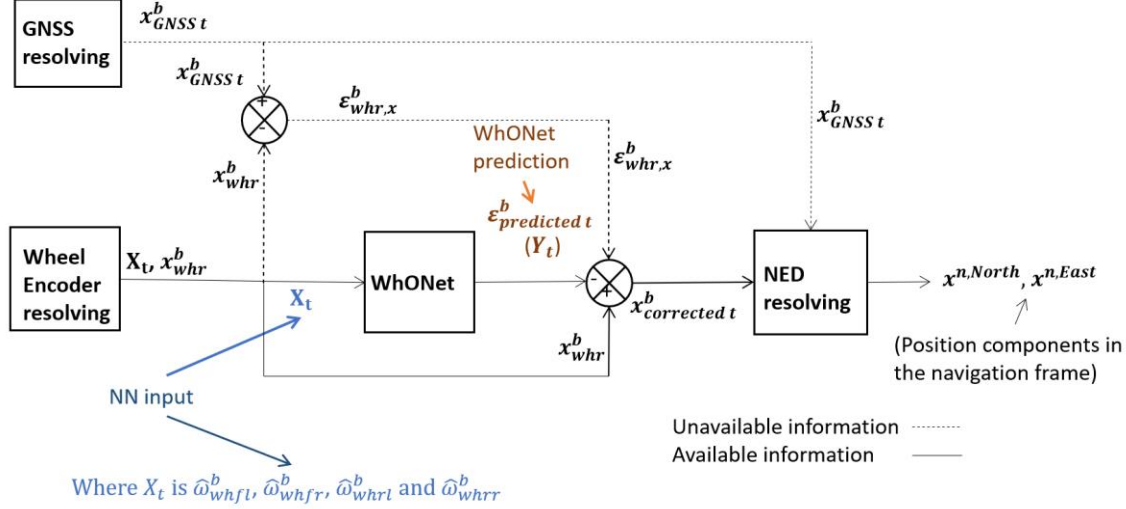 GNSS
resolving
x^b_{GNSS t}
x^b_{GNSS t}
+
-
ε^b_{whr,x}
x^b_{GNSS t}
WhONet
prediction
ε^b_{whr,x}
x^b_{whr}
ε^b_{predicted t}
(Y_t)
Wheel
Encoder
resolving
X_t, x^b_{whr}
WhONet
-
+
NED
resolving
x^{n,North}, x^{n,East}
X_t
x^b_{corrected t}
x^b_{whr}
(Position components in
the navigation frame)
NN input
Unavailable information
Available information
Where X_t is ω̂^b_{whfl}, ω̂^b_{whfr}, ω̂^b_{whrl} and ω̂^b_{whrr}